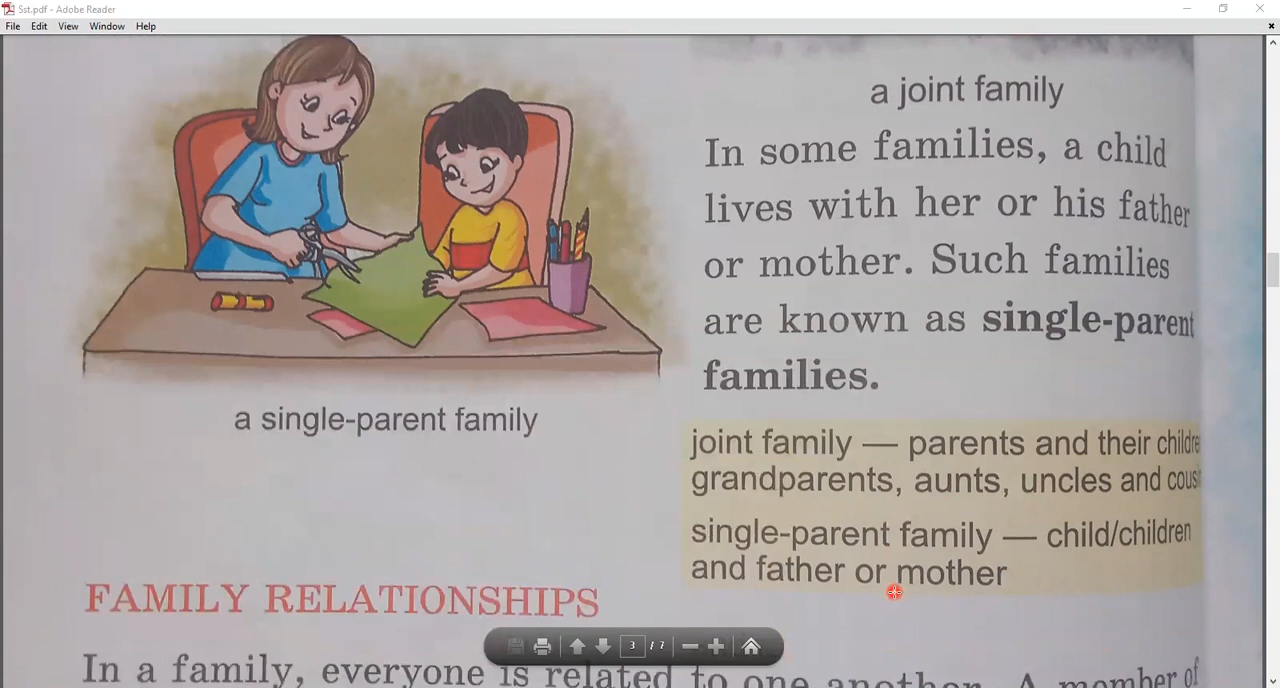 Sst.pdf - Adobe Reader
File Edit View Window Help
a joint family
In some families, a child
lives with her or his father
or mother. Such families
are known as single-parent
families.
a single-parent family
joint family — parents and their childre
grandparents, aunts, uncles and cous
single-parent family — child/children
and father or mother
FAMILY RELATIONSHIPS
3 / 7
In a family, everyone is related to one another. A member of